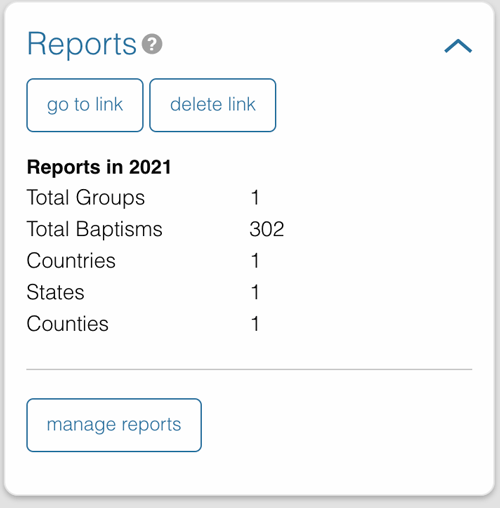 Reports ?
go to link delete link
Reports in 2021
Total Groups 1
Total Baptisms 302
Countries 1
States 1
Counties 1
manage reports